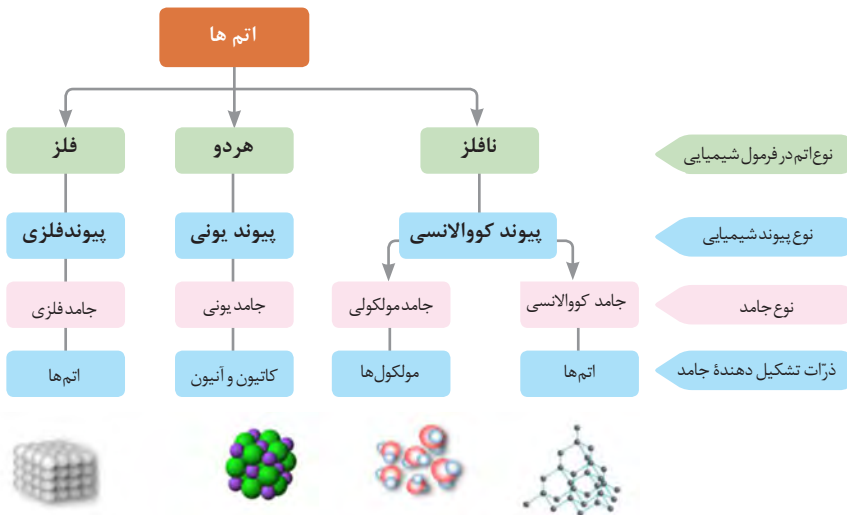 اتم ها
نوع اتم در فرمول شیمیایی
نافلز
هردو
فلز
نوع پیوند شیمیایی
پیوند کووالانسی
پیوند یونی
پیوند فلزی
نوع جامد
جامد کووالانسی
جامد مولکولی
جامد یونی
جامد فلزی
ذرّات تشکیل دهندهٔ جامد
اتم‌ها
مولکول‌ها
کاتیون و آنیون
اتم‌ها